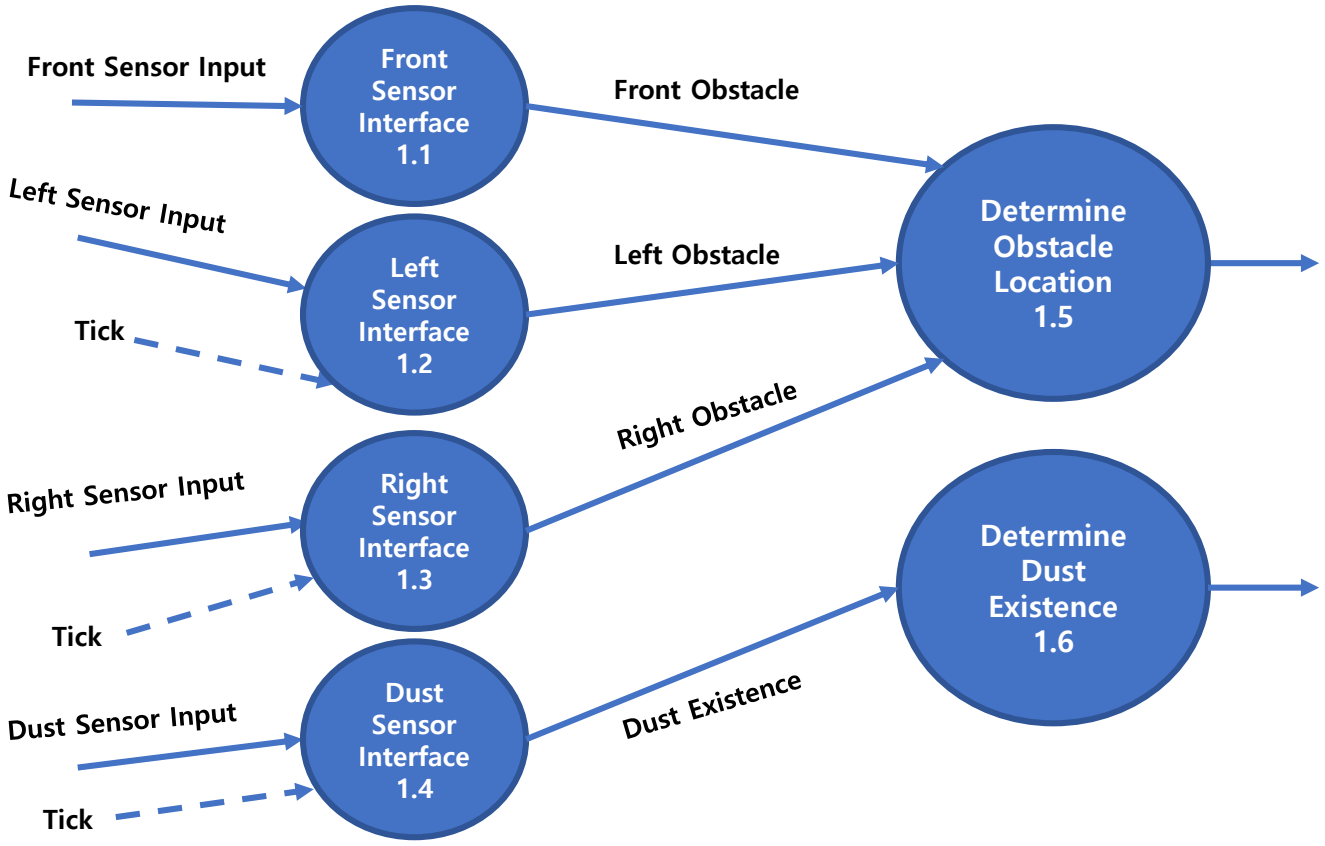 Front Sensor Input
Front
Sensor
Interface
1.1
Front Obstacle
Left Sensor Input
Left
Sensor
Interface
1.2
Left Obstacle
Tick
Determine
Obstacle
Location
1.5
Right Sensor Input
Right
Sensor
Interface
1.3
Right Obstacle
Tick
Dust Sensor Input
Dust
Sensor
Interface
1.4
Dust Existence
Tick
Determine
Dust
Existence
1.6